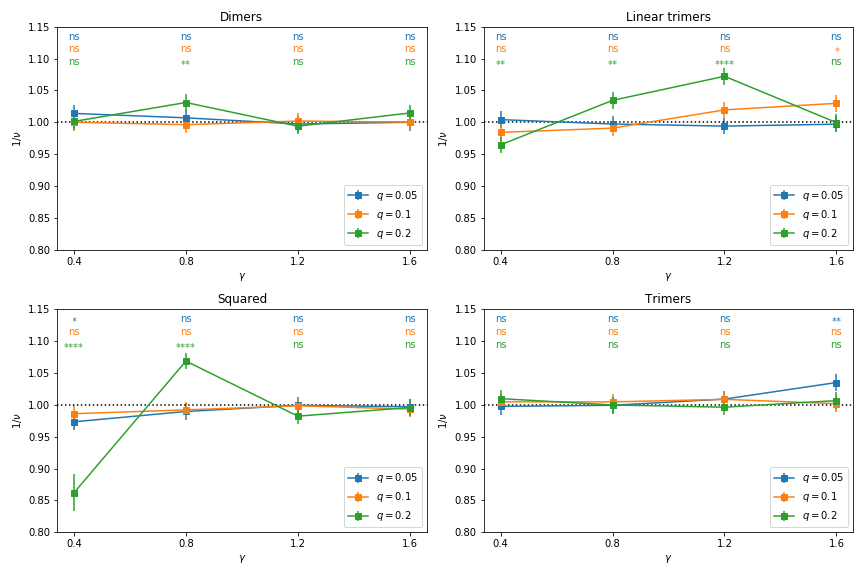 Dimers
1.15
1.10
1.05
1.00
0.95
0.90
0.85
0.80
1/ν
ns ns ns ns
ns ns ns ns
ns ** ns ns
q = 0.05
q = 0.1
q = 0.2
0.4 0.8 1.2 1.6
γ
Linear trimers
1.15
1.10
1.05
1.00
0.95
0.90
0.85
0.80
1/ν
ns ns ns ns
ns ns ns *
** ** **** ns
q = 0.05
q = 0.1
q = 0.2
0.4 0.8 1.2 1.6
γ
Squared
1.15
1.10
1.05
1.00
0.95
0.90
0.85
0.80
1/ν
* ns ns ns
ns ns ns ns
**** **** ns ns
q = 0.05
q = 0.1
q = 0.2
0.4 0.8 1.2 1.6
γ
Trimers
1.15
1.10
1.05
1.00
0.95
0.90
0.85
0.80
1/ν
ns ns ns **
ns ns ns ns
ns ns ns ns
q = 0.05
q = 0.1
q = 0.2
0.4 0.8 1.2 1.6
γ